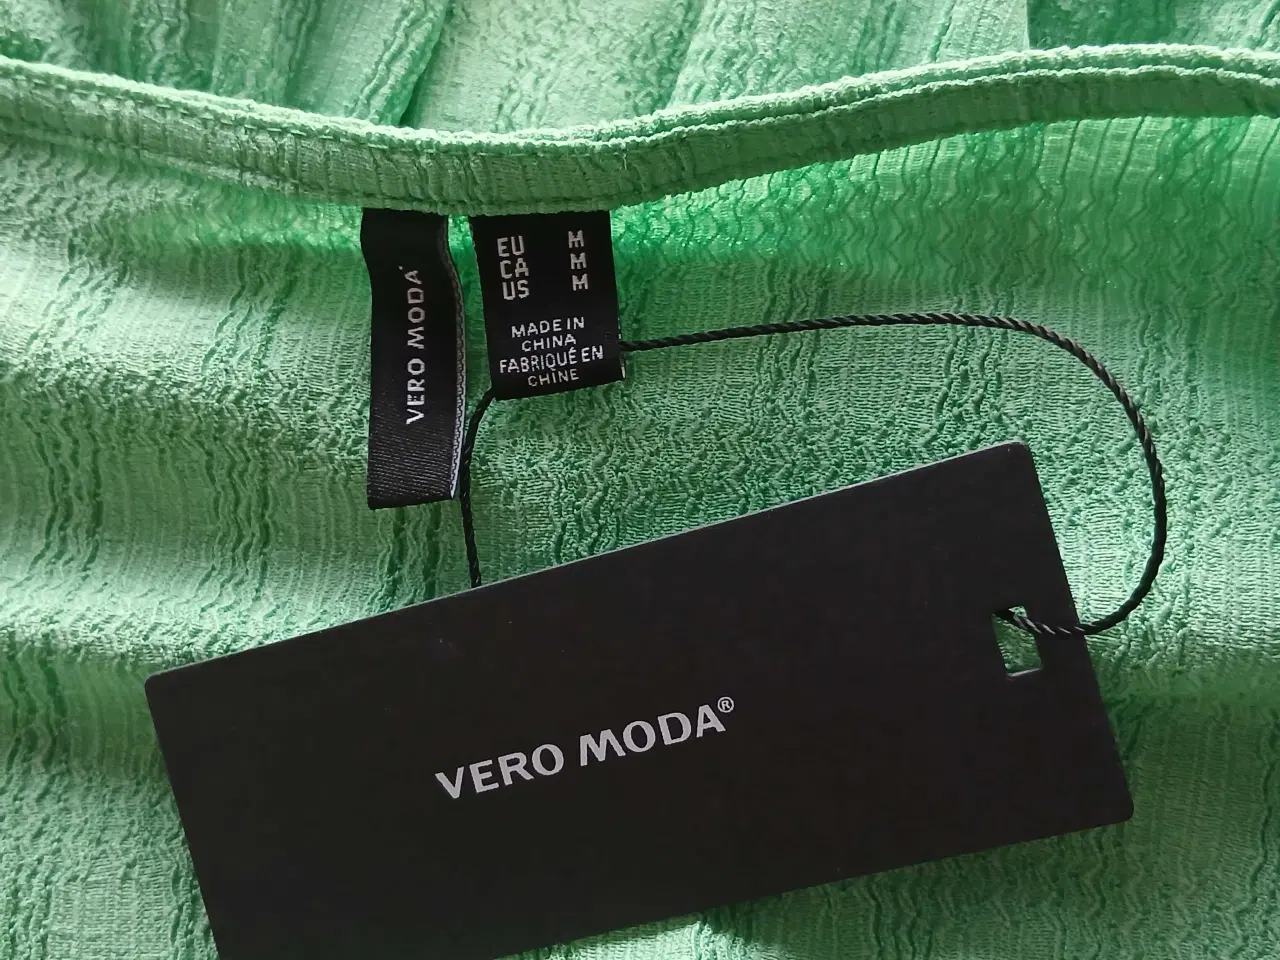 VERO MODA
EU M
CA M
US M
MADE IN
CHINA
FABRIQUÉ EN
CHINE
VERO MODA®